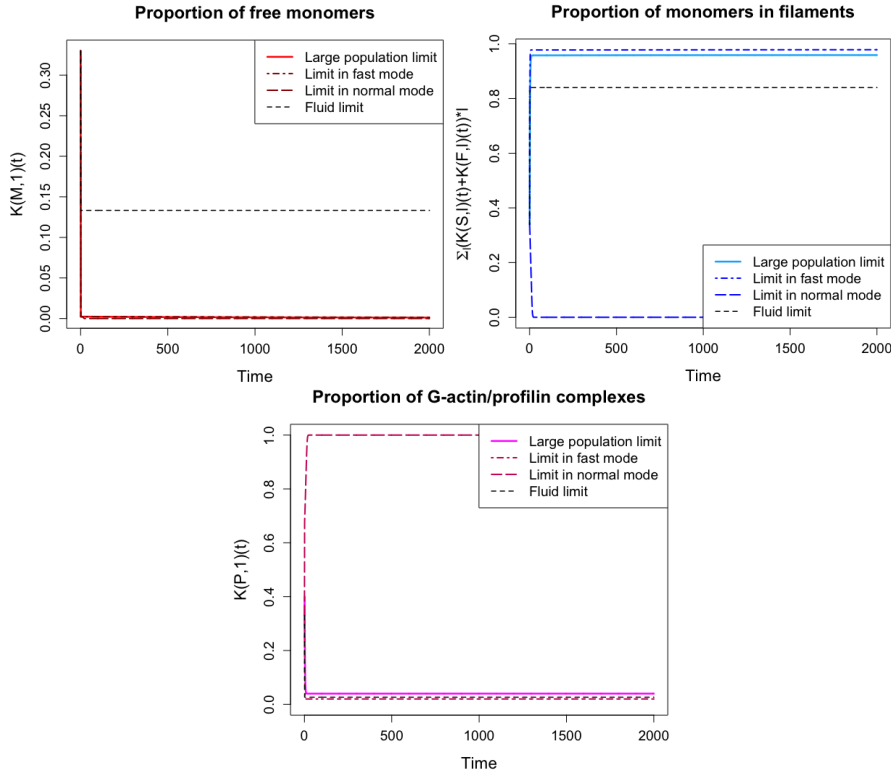 Proportion of free monomers
K(M,1)(t)
0.30
0.25
0.20
0.15
0.10
0.05
0.00
Large population limit
Limit in fast mode
Limit in normal mode
Fluid limit
0 500 1000 1500 2000
Time
Proportion of monomers in filaments
Σₗ(K(S,l)(t)+K(F,l)(t))*l
1.0
0.8
0.6
0.4
0.2
0.0
Large population limit
Limit in fast mode
Limit in normal mode
Fluid limit
0 500 1000 1500 2000
Time
Proportion of G-actin/profilin complexes
K(P,1)(t)
1.0
0.8
0.6
0.4
0.2
0.0
Large population limit
Limit in fast mode
Limit in normal mode
Fluid limit
0 500 1000 1500 2000
Time